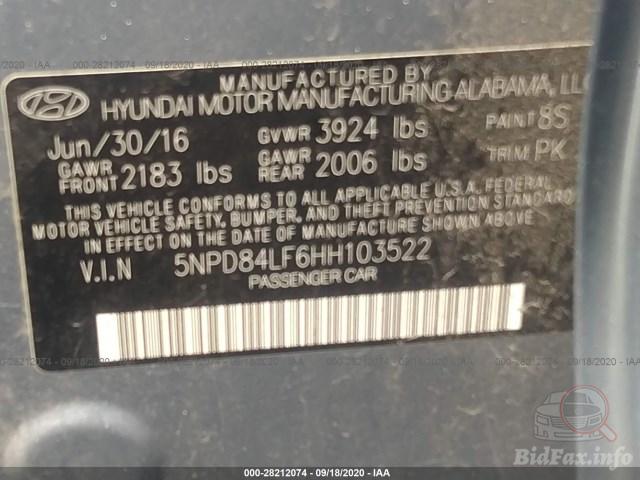 MANUFACTURED BY
HYUNDAI MOTOR MANUFACTURING ALABAMA, LLC
Jun/30/16 GVWR 3924 lbs PAINT 8S
GAWR FRONT 2183 lbs GAWR REAR 2006 lbs TRIM PK
THIS VEHICLE CONFORMS TO ALL APPLICABLE U.S.A. FEDERAL
MOTOR VEHICLE SAFETY, BUMPER, AND THEFT PREVENTION STANDARD
IN EFFECT ON THE DATE OF MANUFACTURE SHOWN ABOVE
V.I.N 5NPD84LF6HH103522
PASSENGER CAR
000-28212074 - 09/18/2020 - IAA
BidFax.info